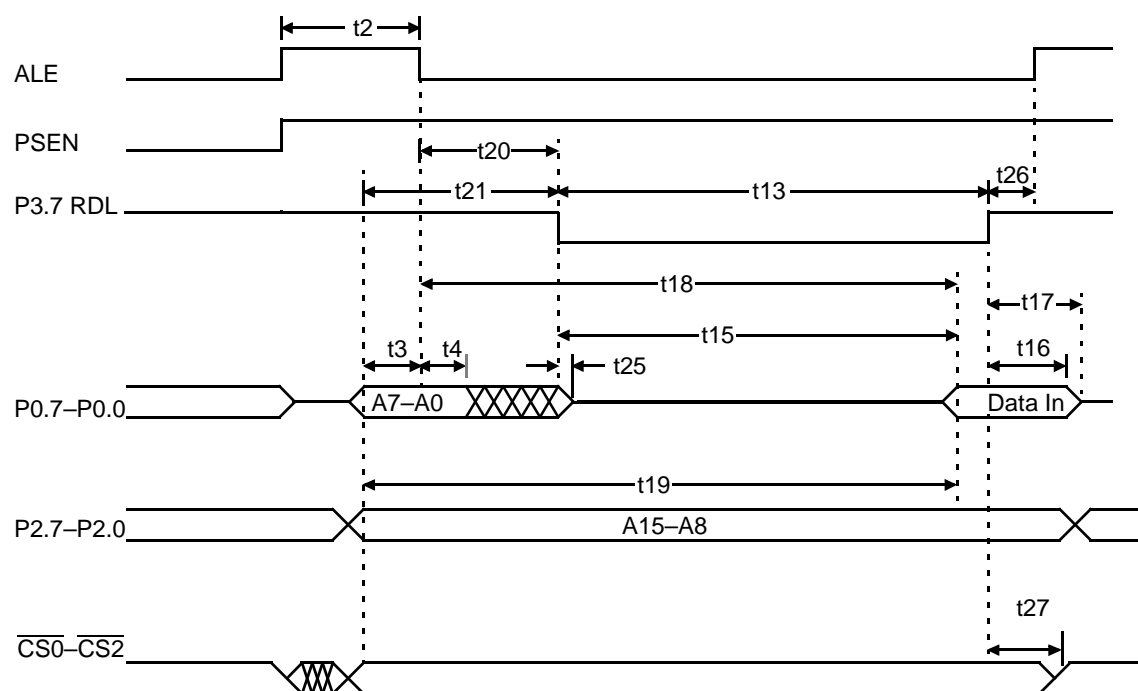 t2
ALE
PSEN
t20
t26
t21
t13
P3.7 RDL
t18
t17
t15
t3
t4
t16
t25
P0.7–P0.0
A7–A0
Data In
t19
P2.7–P2.0
A15–A8
t27
CS0–CS2